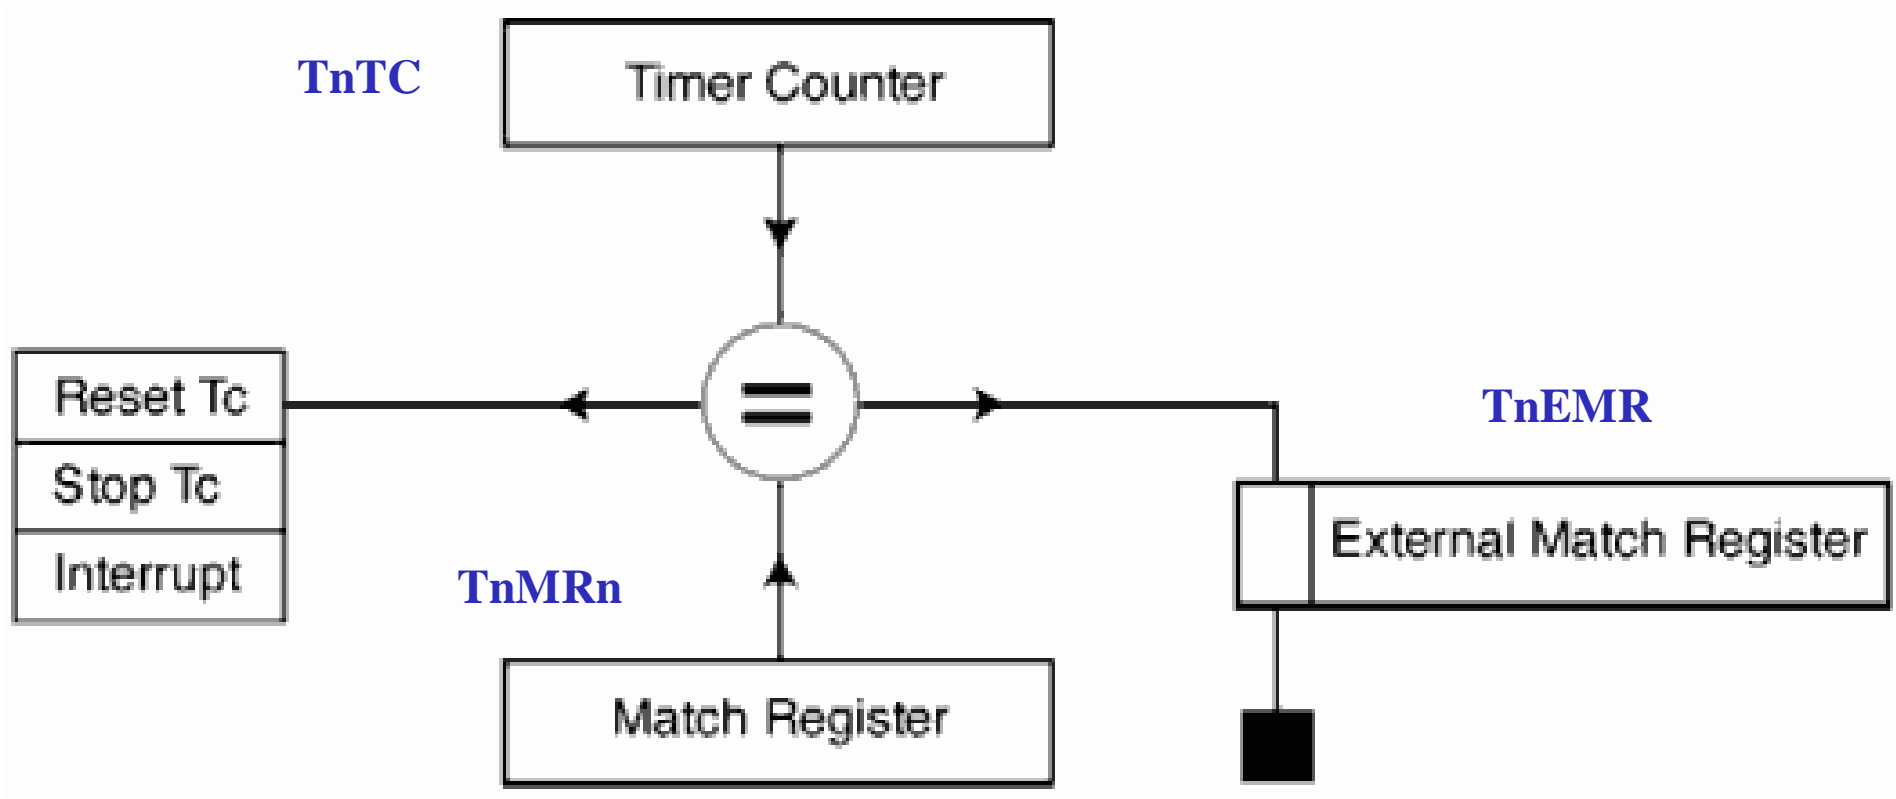 TnTC
Timer Counter
=
Reset Tc
Stop Tc
Interrupt
TnEMR
External Match Register
TnMRn
Match Register